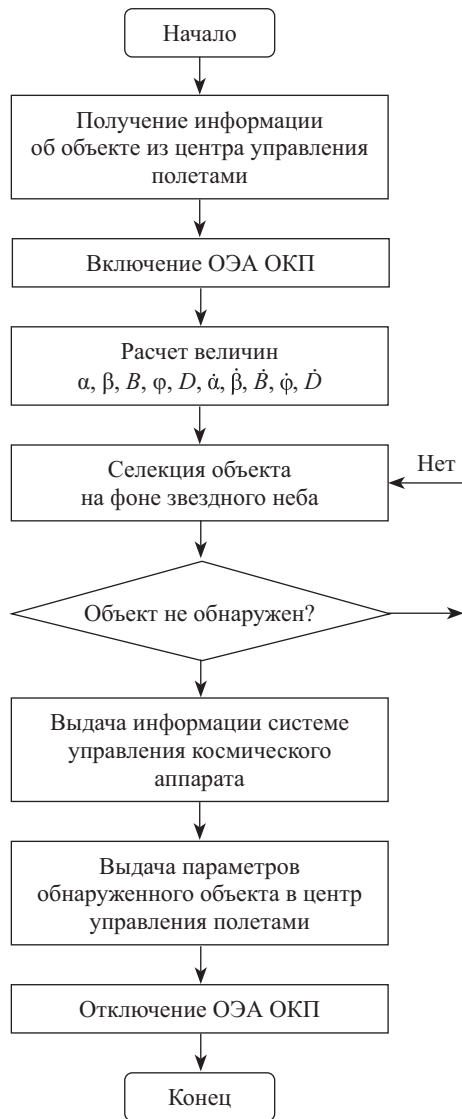 Начало
Получение информации
об объекте из центра управления
полетами
Включение ОЭА ОКП
Расчет величин
α, β, B, φ, D, α̇, β̇, Ḃ, φ̇, Ḋ
Селекция объекта
на фоне звездного неба
Нет
Объект не обнаружен?
Выдача информации системе
управления космического
аппарата
Выдача параметров
обнаруженного объекта в центр
управления полетами
Отключение ОЭА ОКП
Конец